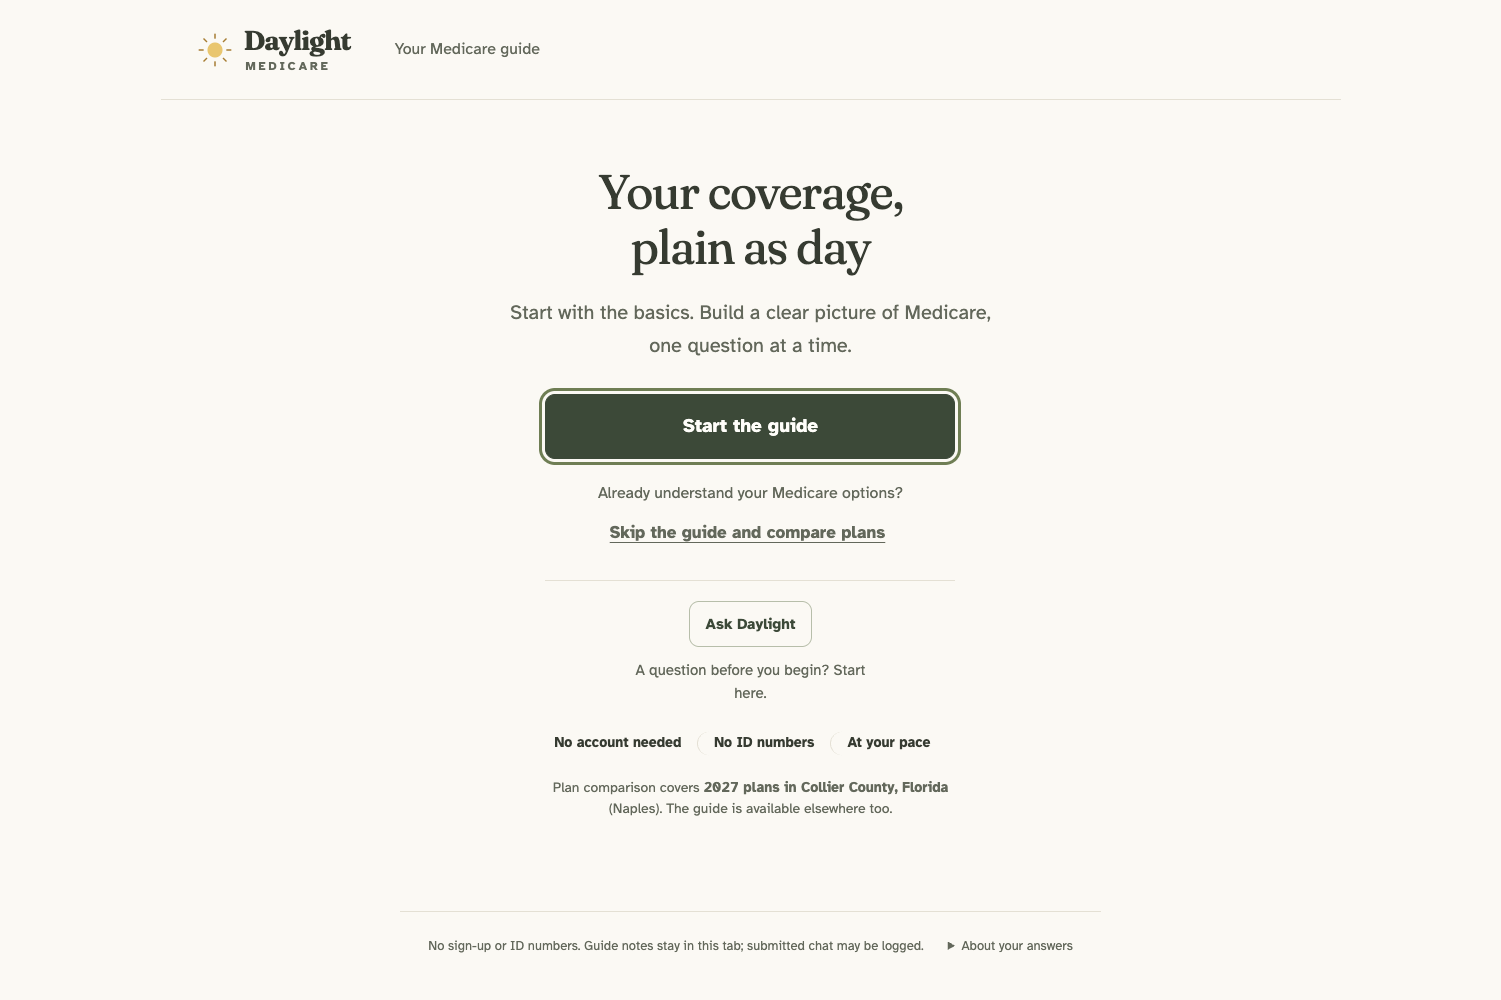 Daylight
MEDICARE
Your Medicare guide
Your coverage,
plain as day
Start with the basics. Build a clear picture of Medicare,
one question at a time.
Start the guide
Already understand your Medicare options?
Skip the guide and compare plans
Ask Daylight
A question before you begin? Start
here.
No account needed
No ID numbers
At your pace
Plan comparison covers 2027 plans in Collier County, Florida
(Naples). The guide is available elsewhere too.
No sign-up or ID numbers. Guide notes stay in this tab; submitted chat may be logged.
About your answers